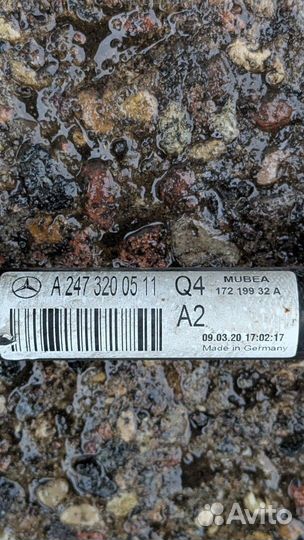 A 247 320 05 11 Q4 MUBEA
172 199 32 A
A2
09.03.20 17:02:17
Made in Germany
Avito